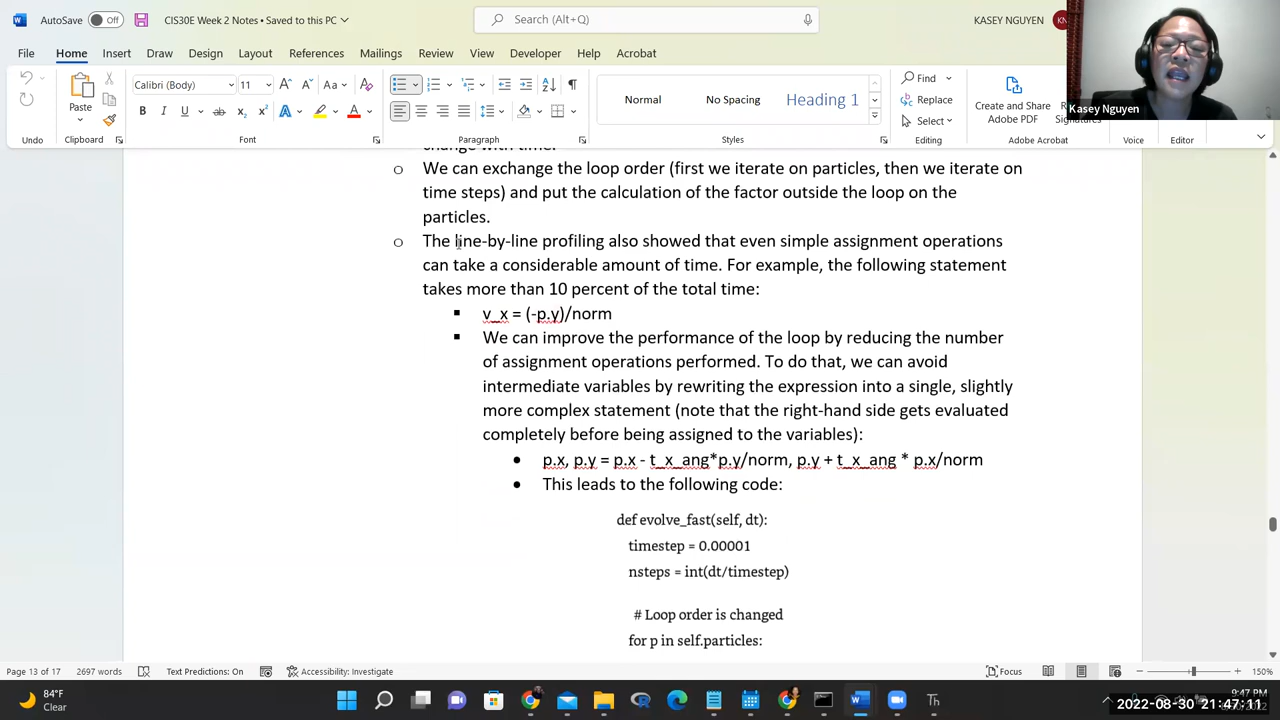 AutoSave Off CIS30E Week 2 Notes • Saved to this PC Search (Alt+Q) KASEY NGUYEN
File Home Insert Draw Design Layout References Mailings Review View Developer Help Acrobat
Calibri (Body) 11 Normal No Spacing Heading 1 Find
Paste Replace Create and Share
Select Adobe PDF Signatures
Kasey Nguyen
Undo Clipboard Font Paragraph Styles Editing Adobe Acrobat Voice Editor
change with time.
o We can exchange the loop order (first we iterate on particles, then we iterate on
time steps) and put the calculation of the factor outside the loop on the
particles.
o The line-by-line profiling also showed that even simple assignment operations
can take a considerable amount of time. For example, the following statement
takes more than 10 percent of the total time:
▪ v_x = (-p.y)/norm
▪ We can improve the performance of the loop by reducing the number
of assignment operations performed. To do that, we can avoid
intermediate variables by rewriting the expression into a single, slightly
more complex statement (note that the right-hand side gets evaluated
completely before being assigned to the variables):
• p.x, p.y = p.x - t_x_ang*p.y/norm, p.y + t_x_ang * p.x/norm
• This leads to the following code:
def evolve_fast(self, dt):
timestep = 0.00001
nsteps = int(dt/timestep)
# Loop order is changed
for p in self.particles:
Page 13 of 17 2697 words Text Predictions: On Accessibility: Investigate Focus 150%
84°F
Clear
9:47 PM
2022-08-30 21:47:11